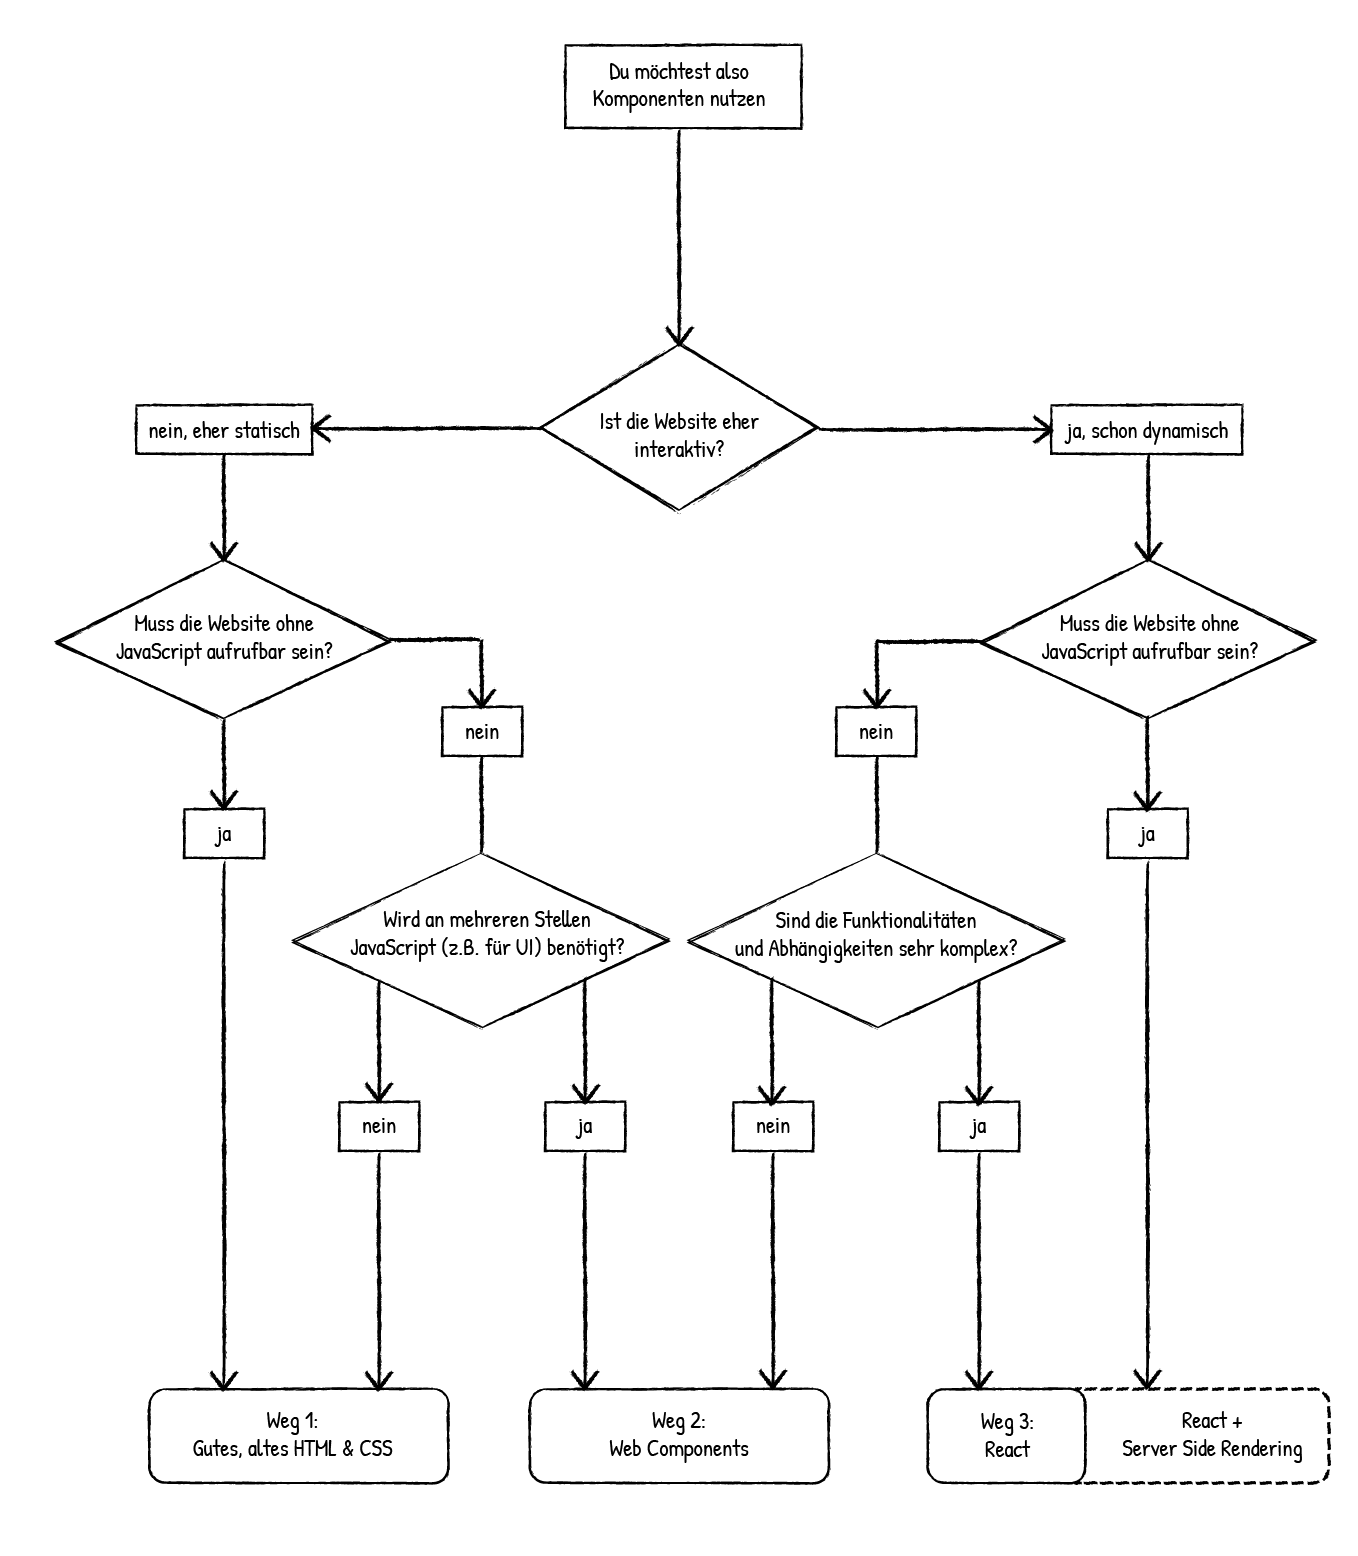 Du möchtest also
Komponenten nutzen
Ist die Website eher
interaktiv?
nein, eher statisch
ja, schon dynamisch
Muss die Website ohne
JavaScript aufrufbar sein?
Muss die Website ohne
JavaScript aufrufbar sein?
nein
nein
ja
ja
Wird an mehreren Stellen
JavaScript (z.B. für UI) benötigt?
Sind die Funktionalitäten
und Abhängigkeiten sehr komplex?
nein
ja
nein
ja
Weg 1:
Gutes, altes HTML & CSS
Weg 2:
Web Components
Weg 3:
React
React +
Server Side Rendering